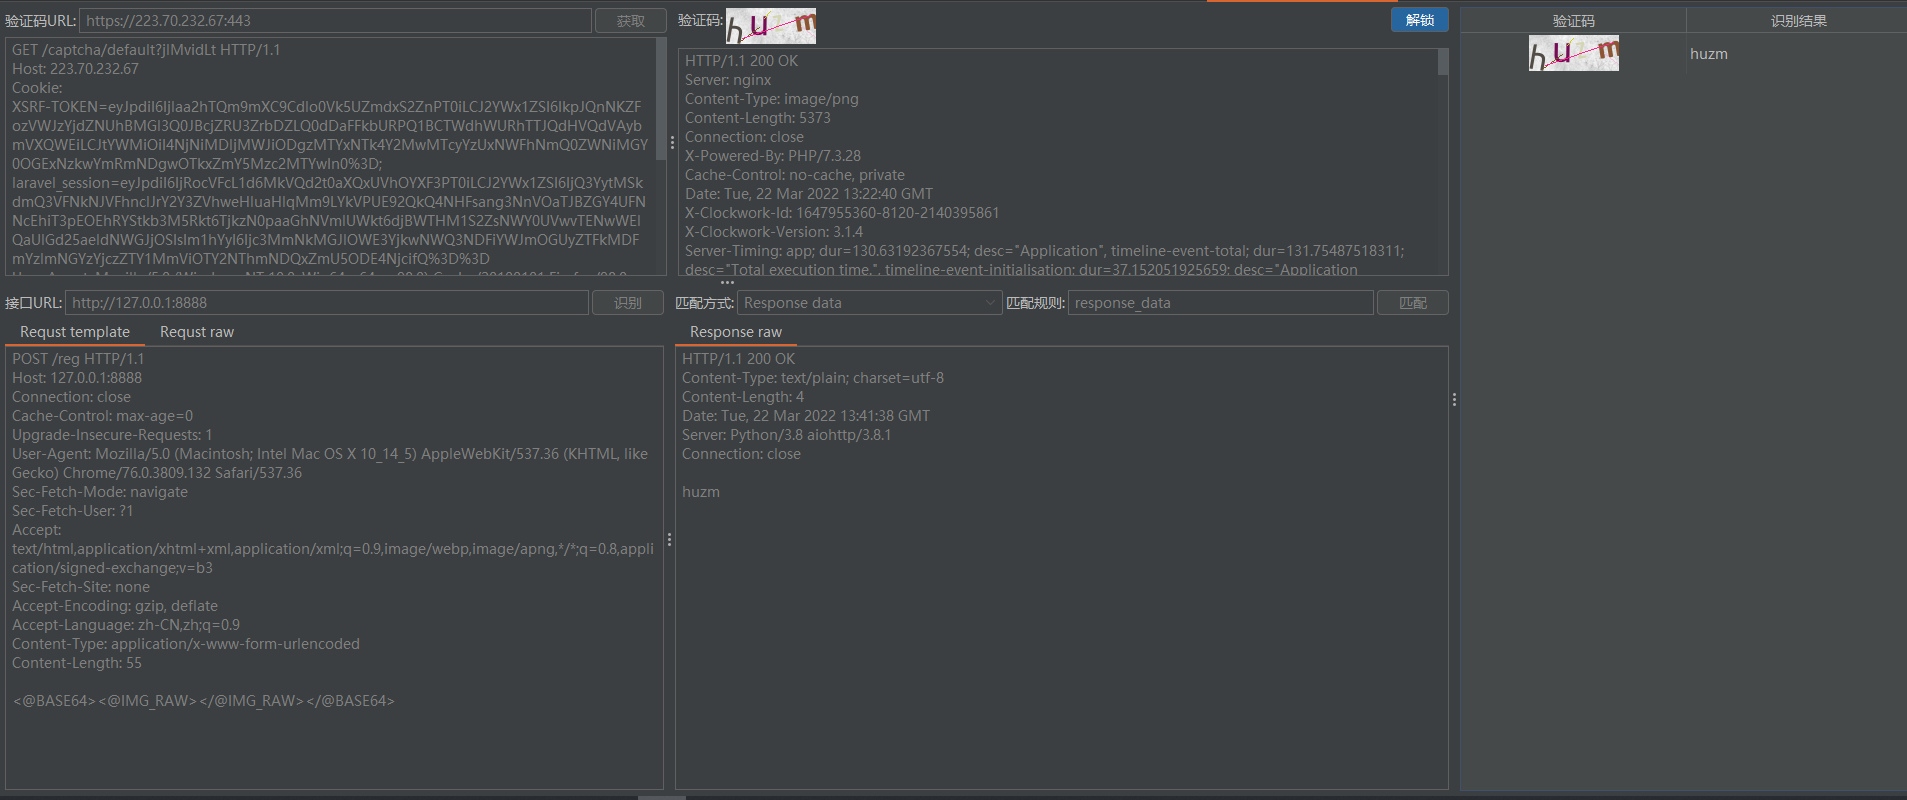 验证码URL: https://223.70.232.67:443 获取
GET /captcha/default?jIMvidLt HTTP/1.1
Host: 223.70.232.67
Cookie:
验证码: huzm 解锁
HTTP/1.1 200 OK
Server: nginx
Content-Type: image/png
Content-Length: 5373
Connection: close
X-Powered-By: PHP/7.3.28
Cache-Control: no-cache, private
Date: Tue, 22 Mar 2022 13:22:40 GMT
X-Clockwork-Id: 1647955360-8120-2140395861
X-Clockwork-Version: 3.1.4
Server-Timing: app; dur=130.63192367554; desc="Application", timeline-event-total; dur=131.75487518311;
desc="Total execution time.", timeline-event-initialisation; dur=37.152051925659; desc="Application
验证码 识别结果
huzm huzm
接口URL: http://127.0.0.1:8888 识别
Requst template Requst raw
POST /reg HTTP/1.1
Host: 127.0.0.1:8888
Connection: close
Cache-Control: max-age=0
Upgrade-Insecure-Requests: 1
User-Agent: Mozilla/5.0 (Macintosh; Intel Mac OS X 10_14_5) AppleWebKit/537.36 (KHTML, like
Gecko) Chrome/76.0.3809.132 Safari/537.36
Sec-Fetch-Mode: navigate
Sec-Fetch-User: ?1
Accept:
text/html,application/xhtml+xml,application/xml;q=0.9,image/webp,image/apng,*/*;q=0.8,appli
cation/signed-exchange;v=b3
Sec-Fetch-Site: none
Accept-Encoding: gzip, deflate
Accept-Language: zh-CN,zh;q=0.9
Content-Type: application/x-www-form-urlencoded
Content-Length: 55
<@BASE64><@IMG_RAW></@IMG_RAW></@BASE64>
匹配方式: Response data 匹配规则: response_data 匹配
Response raw
HTTP/1.1 200 OK
Content-Type: text/plain; charset=utf-8
Content-Length: 4
Date: Tue, 22 Mar 2022 13:41:38 GMT
Server: Python/3.8 aiohttp/3.8.1
Connection: close
huzm